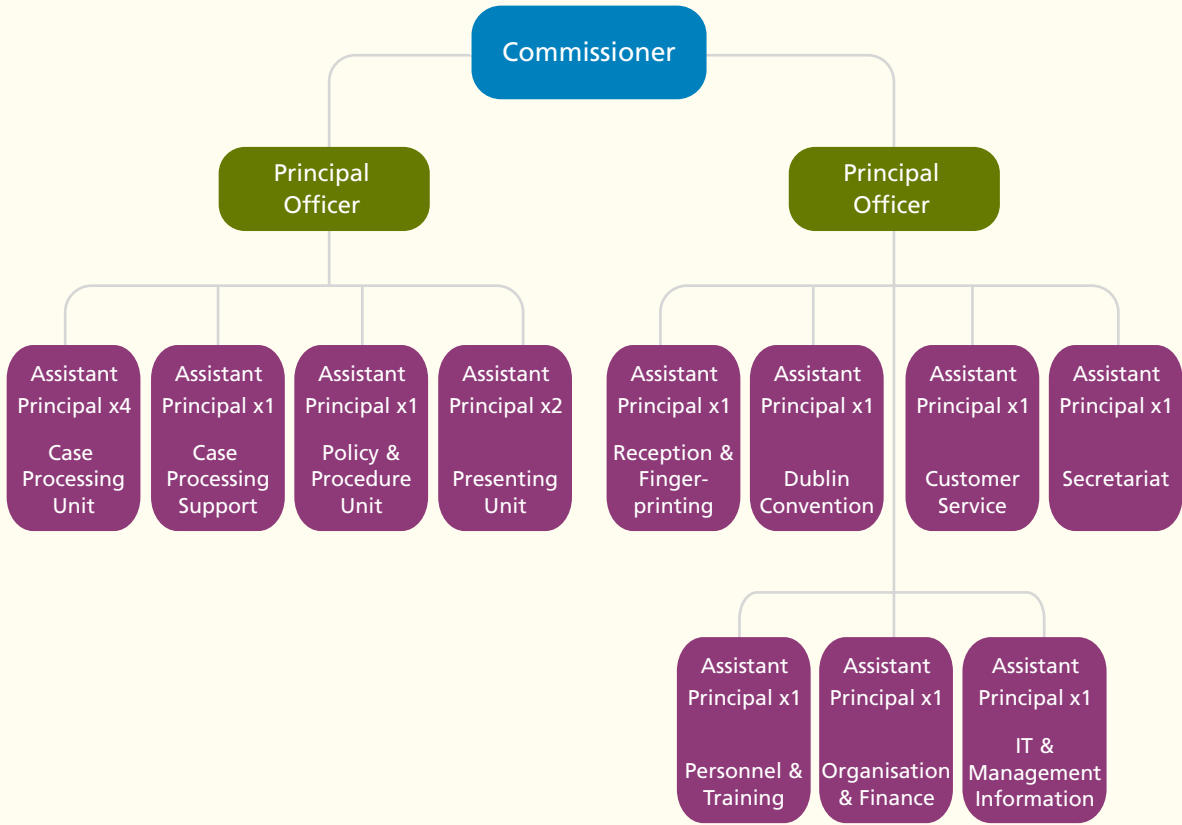 Commissioner
Principal
Officer
Principal
Officer
Assistant
Principal x4
Case
Processing
Unit
Assistant
Principal x1
Case
Processing
Support
Assistant
Principal x1
Policy &
Procedure
Unit
Assistant
Principal x2
Presenting
Unit
Assistant
Principal x1
Reception &
Finger-
printing
Assistant
Principal x1
Dublin
Convention
Assistant
Principal x1
Customer
Service
Assistant
Principal x1
Secretariat
Assistant
Principal x1
Personnel &
Training
Assistant
Principal x1
Organisation
& Finance
Assistant
Principal x1
IT &
Management
Information